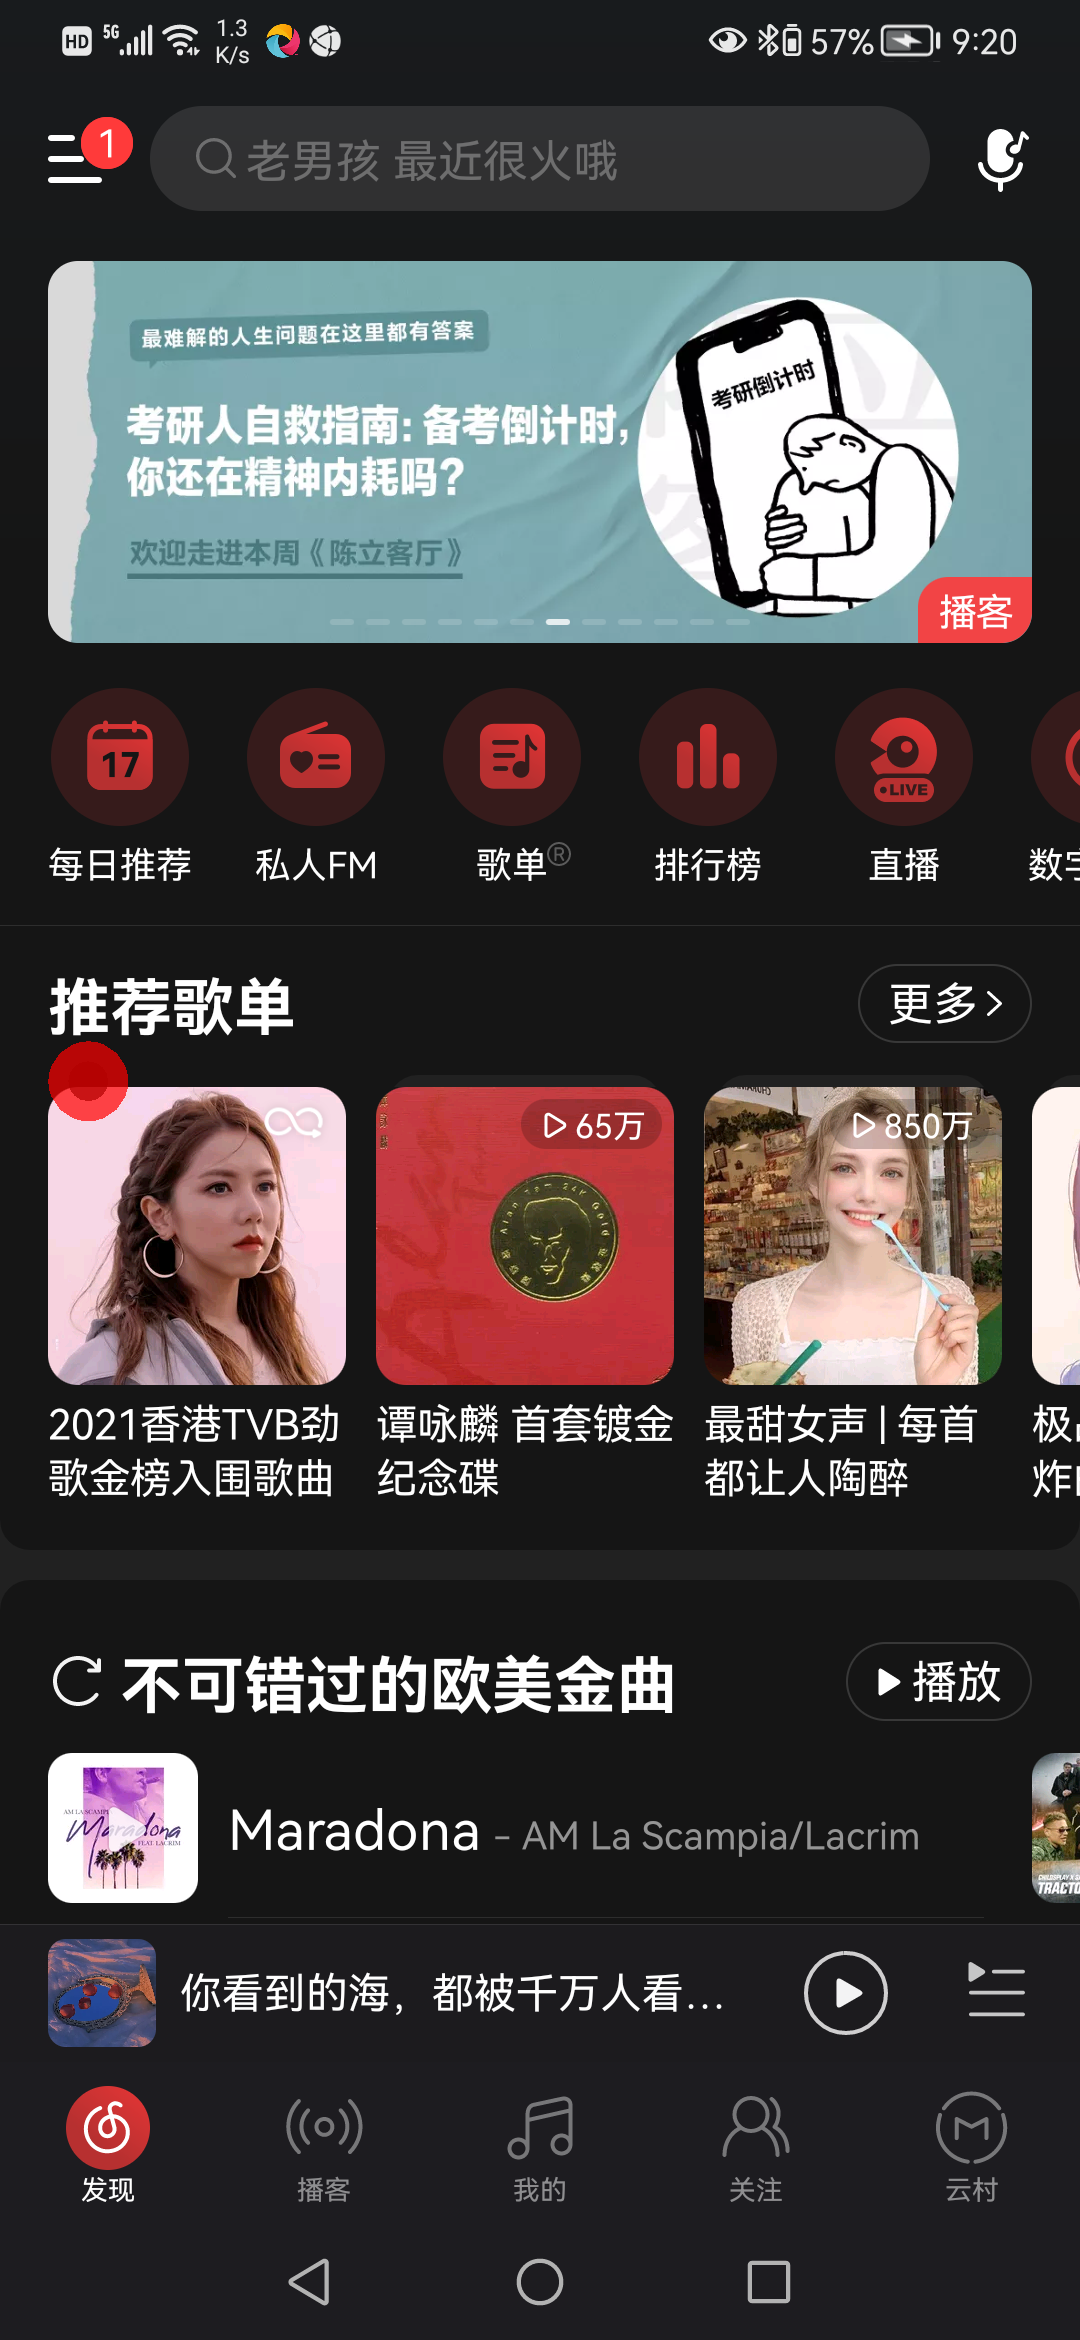 HD 5G 1.3 K/s 57% 9:20
1
老男孩 最近很火哦
最难解的人生问题在这里都有答案
考研人自救指南: 备考倒计时,
你还在精神内耗吗?
欢迎走进本周《陈立客厅》
考研倒计时
播客
17
LIVE
每日推荐 私人FM 歌单® 排行榜 直播 数字
推荐歌单
更多
65万
850万
2021香港TVB劲
歌金榜入围歌曲
谭咏麟 首套镀金
纪念碟
最甜女声 | 每首
都让人陶醉
不可错过的欧美金曲
播放
AM LA SCAMPIA
Maradona
FEAT. LACRIM
Maradona - AM La Scampia/Lacrim
你看到的海，都被千万人看...
发现 播客 我的 关注 云村